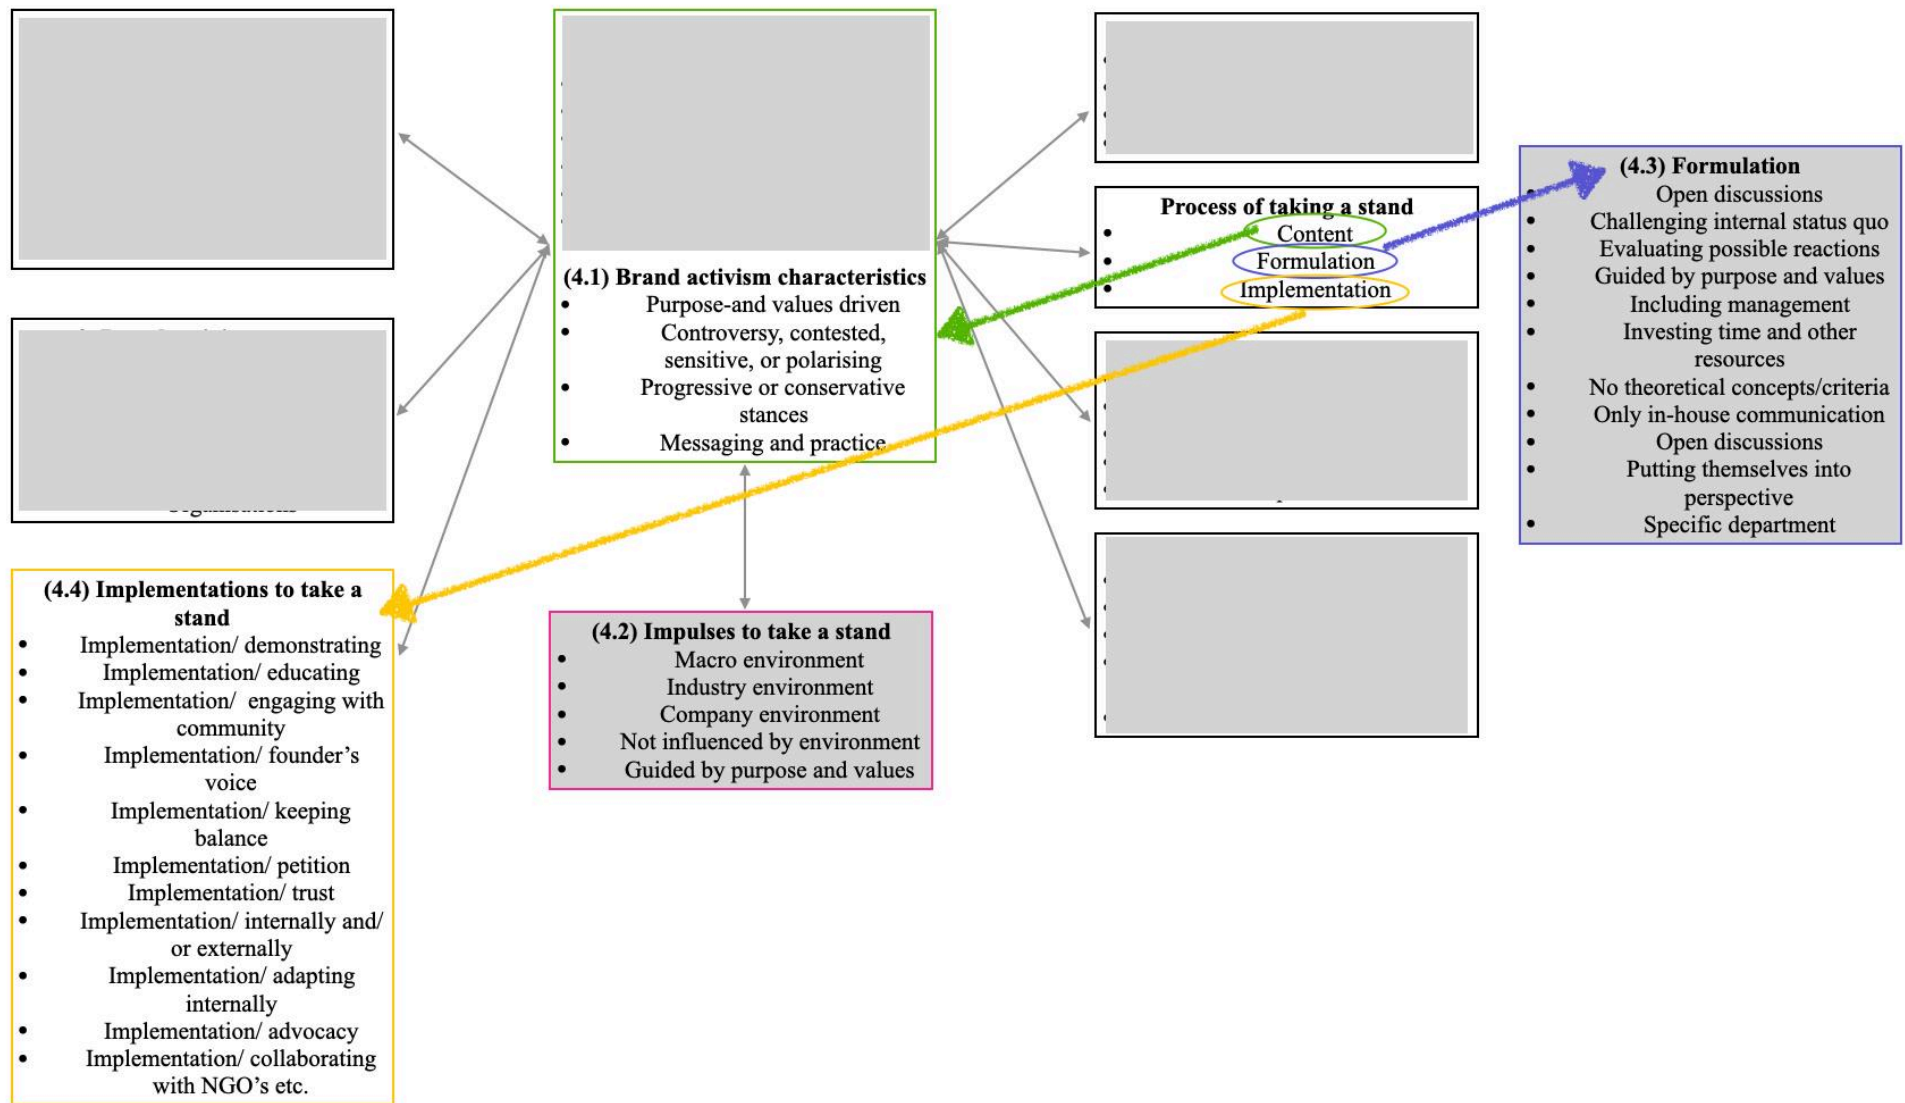 (4.1) Brand activism characteristics
• Purpose-and values driven
• Controversy, contested,
sensitive, or polarising
• Progressive or conservative
stances
• Messaging and practice
Process of taking a stand
• Content
• Formulation
• Implementation
(4.3) Formulation
• Open discussions
• Challenging internal status quo
• Evaluating possible reactions
• Guided by purpose and values
• Including management
• Investing time and other
resources
• No theoretical concepts/criteria
• Only in-house communication
• Open discussions
• Putting themselves into
perspective
• Specific department
(4.4) Implementations to take a
stand
• Implementation/ demonstrating
• Implementation/ educating
• Implementation/ engaging with
community
• Implementation/ founder's
voice
• Implementation/ keeping
balance
• Implementation/ petition
• Implementation/ trust
• Implementation/ internally and/
or externally
• Implementation/ adapting
internally
• Implementation/ advocacy
• Implementation/ collaborating
with NGO's etc.
(4.2) Impulses to take a stand
• Macro environment
• Industry environment
• Company environment
• Not influenced by environment
• Guided by purpose and values